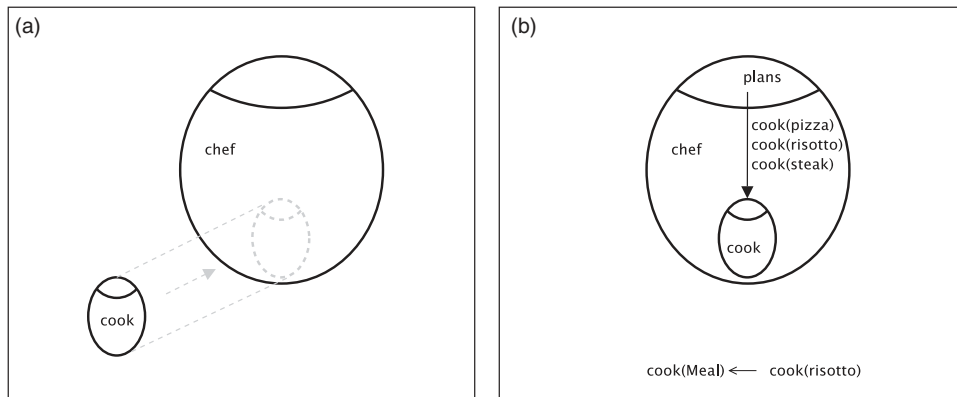 (a)
chef
cook
(b)
plans
cook(pizza)
cook(risotto)
cook(steak)
chef
cook
cook(Meal) ← cook(risotto)